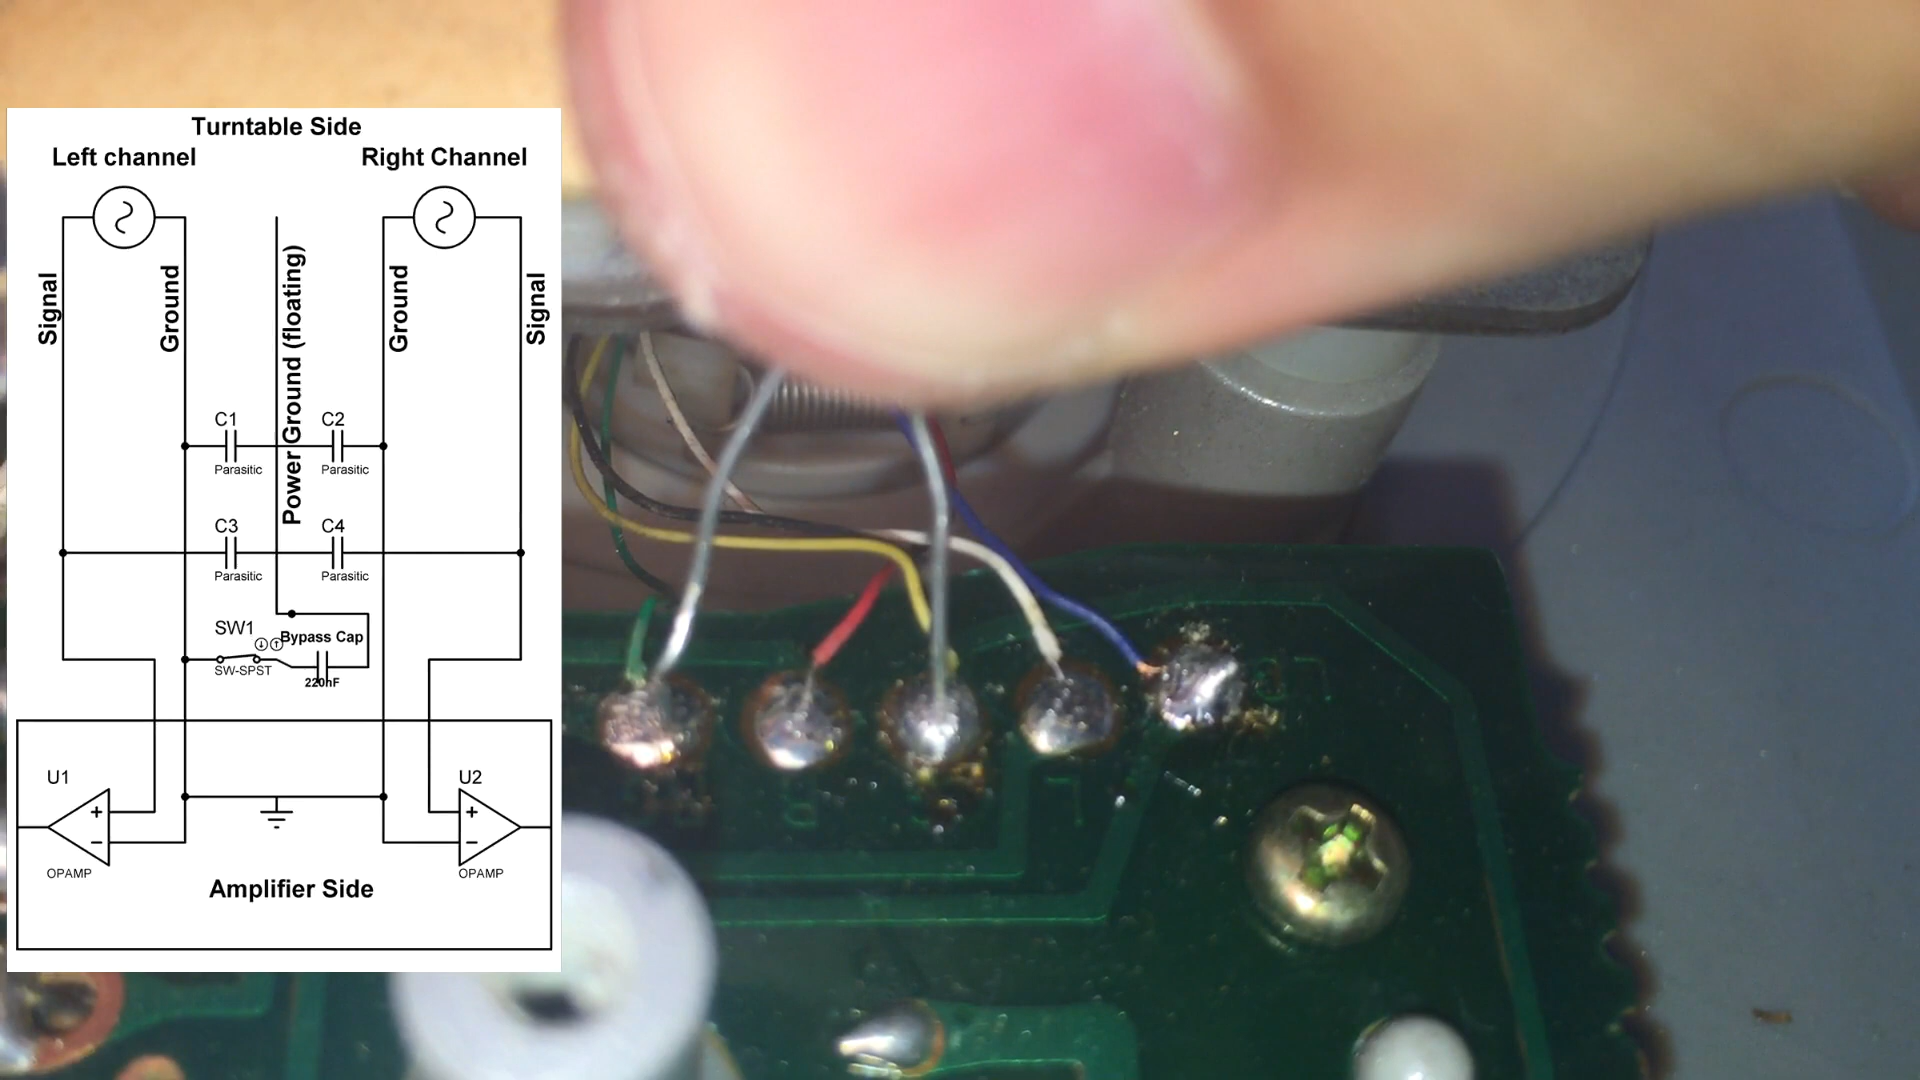 Turntable Side
Left channel
Right Channel
Signal
Ground
Power Ground (floating)
Ground
Signal
C1
Parasitic
C2
Parasitic
C3
Parasitic
C4
Parasitic
SW1
SW-SPST
Bypass Cap
220nF
U1
OPAMP
U2
OPAMP
+
-
+
-
Amplifier Side